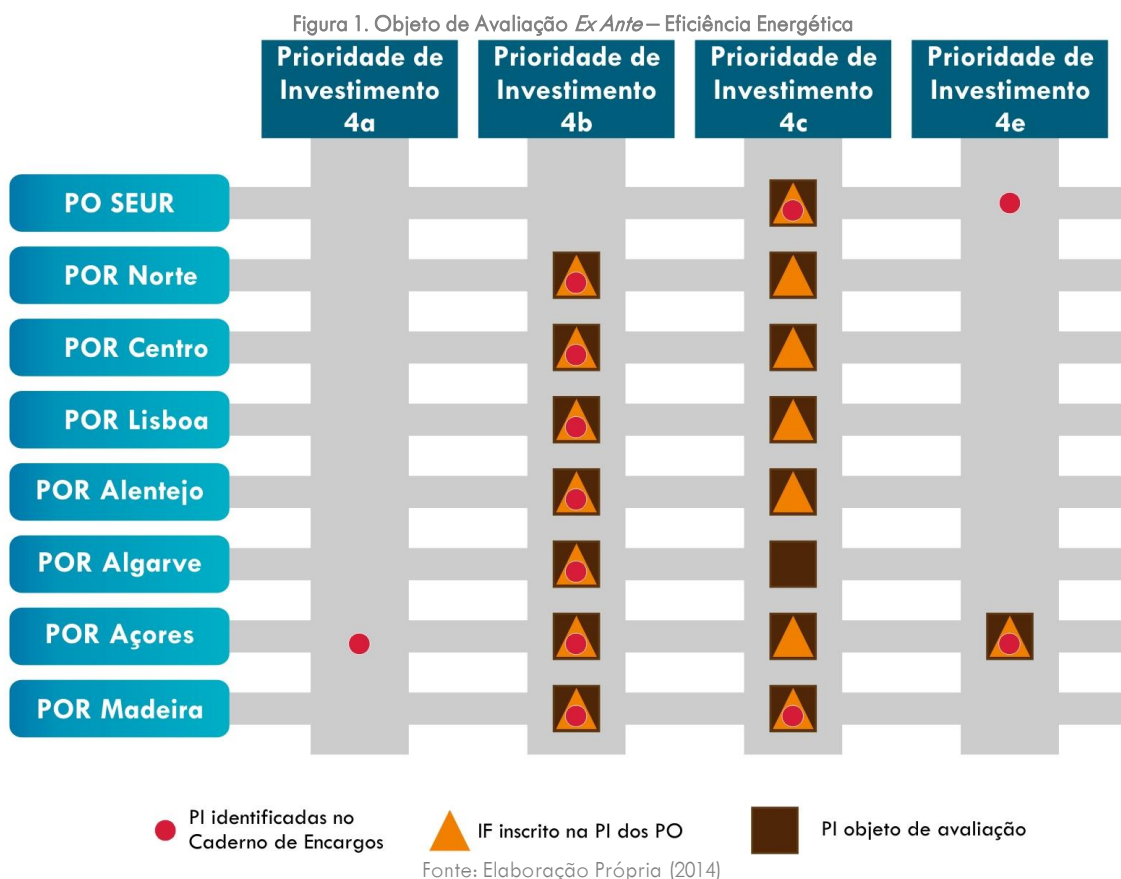 Figura 1. Objeto de Avaliação Ex Ante – Eficiência Energética
Prioridade de
Investimento
4a
Prioridade de
Investimento
4b
Prioridade de
Investimento
4c
Prioridade de
Investimento
4e
PO SEUR
POR Norte
POR Centro
POR Lisboa
POR Alentejo
POR Algarve
POR Açores
POR Madeira
PI identificadas no
Caderno de Encargos
IF inscrito na PI dos PO
PI objeto de avaliação
Fonte: Elaboração Própria (2014)